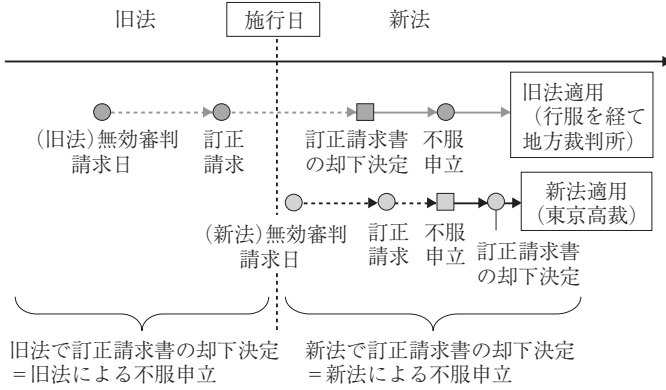 旧法
施行日
新法
(旧法)無効審判
請求日
訂正
請求
訂正請求書
の却下決定
不服
申立
旧法適用
(行服を経て
地方裁判所)
(新法)無効審判
請求日
訂正
請求
不服
申立
訂正請求書
の却下決定
新法適用
(東京高裁)
旧法で訂正請求書の却下決定
=旧法による不服申立
新法で訂正請求書の却下決定
=新法による不服申立